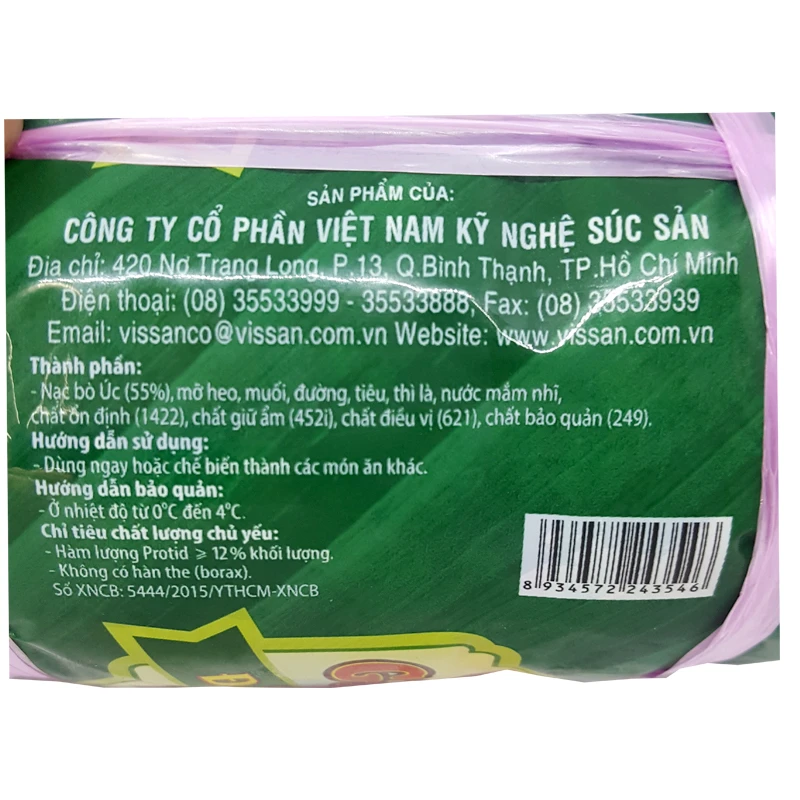 SẢN PHẨM CỦA:
CÔNG TY CỔ PHẦN VIỆT NAM KỸ NGHỆ SÚC SẢN
Địa chỉ: 420 Nơ Trang Long, P.13, Q.Bình Thạnh, TP.Hồ Chí Minh
Điện thoại: (08) 35533999 - 35533888, Fax: (08) 35533939
Email: vissanco@vissan.com.vn Website: www.vissan.com.vn
Thành phần:
- Nạc bò Úc (55%), mỡ heo, muối, đường, tiêu, thì là, nước mắm nhĩ,
chất ổn định (1422), chất giữ ẩm (452i), chất điều vị (621), chất bảo quản (249).
Hướng dẫn sử dụng:
- Dùng ngay hoặc chế biến thành các món ăn khác.
Hướng dẫn bảo quản:
- Ở nhiệt độ từ 0°C đến 4°C.
Chỉ tiêu chất lượng chủ yếu:
- Hàm lượng Protid ⩾ 12% khối lượng.
- Không có hàn the (borax).
Số XNCB: 5444/2015/YTHCM-XNCB
8 934572 243546